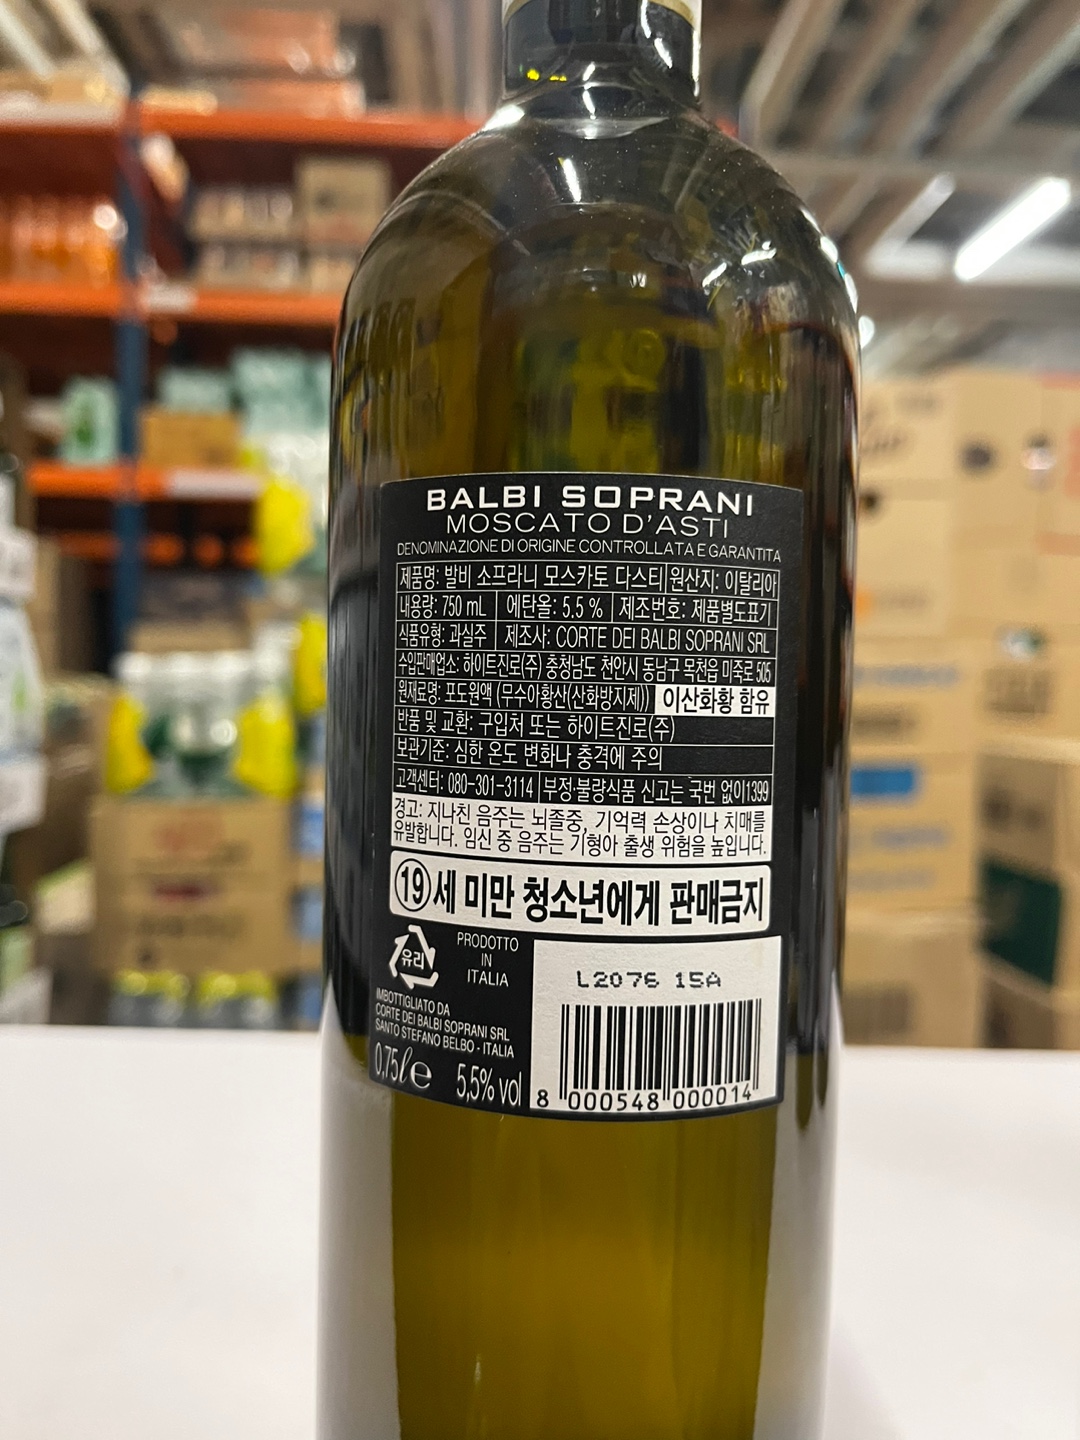 BALBI SOPRANI
MOSCATO D'ASTI
DENOMINAZIONE DI ORIGINE CONTROLLATA E GARANTITA
제품명: 발비 소프라니 모스카토 다스티 원산지: 이탈리아
내용량: 750 mL 에탄올: 5.5 % 제조번호: 제품별도표기
식품유형: 과실주 제조사: CORTE DEI BALBI SOPRANI SRL
수입판매업소: 하이트진로(주) 충청남도 천안시 동남구 목천읍 미죽로 505
원재료명: 포도원액 (무수아황산(산화방지제)) 이산화황 함유
반품 및 교환: 구입처 또는 하이트진로(주)
보관기준: 심한 온도 변화나 충격에 주의
고객센터: 080-301-3114 부정·불량식품 신고는 국번 없이1399
경고: 지나친 음주는 뇌졸중, 기억력 손상이나 치매를
유발합니다. 임신 중 음주는 기형아 출생 위험을 높입니다.
19세 미만 청소년에게 판매금지
유리
PRODOTTO
IN
ITALIA
L2076 15A
IMBOTTIGLIATO DA
CORTE DEI BALBI SOPRANI SRL
SANTO STEFANO BELBO - ITALIA
0,75ℓe 5,5% vol
8 000548 000014